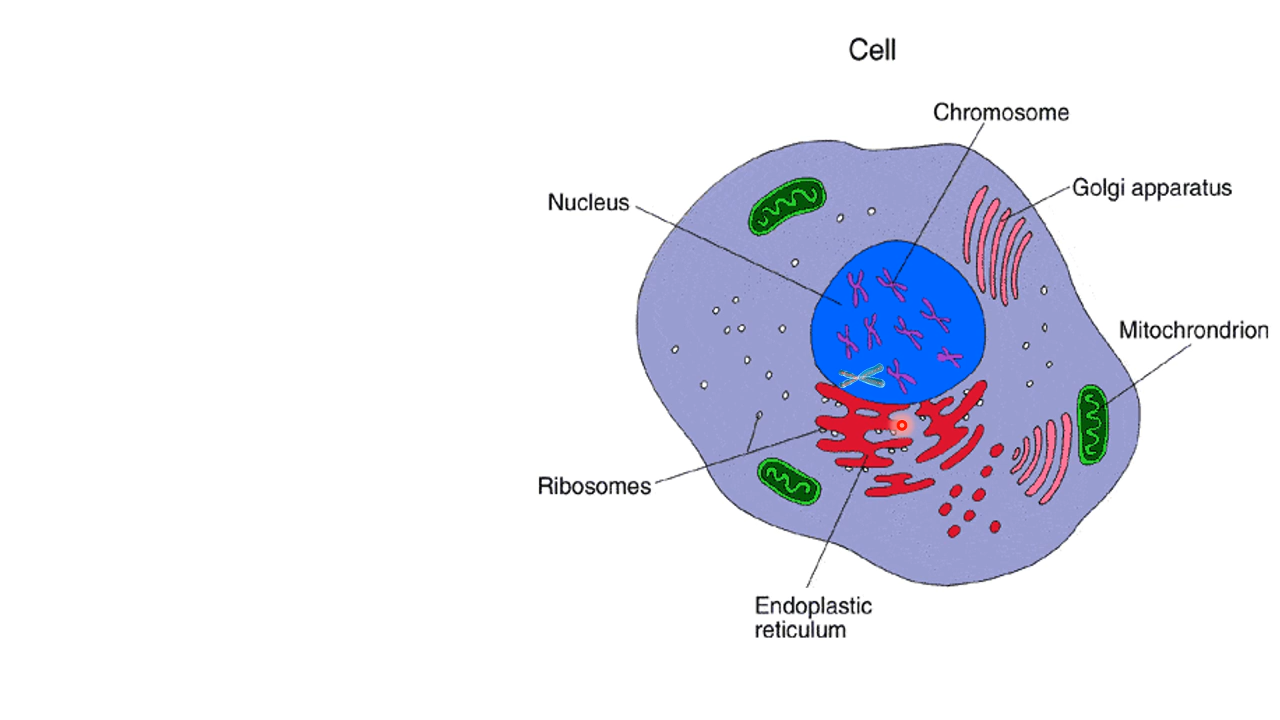 Cell
Chromosome
Golgi apparatus
Nucleus
Mitochrondrion
Ribosomes
Endoplastic
reticulum